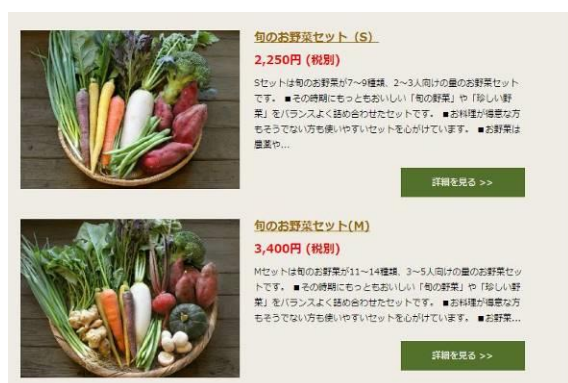 旬のお野菜セット（S）
2,250円 (税別)
Sセットは旬のお野菜が7～9種類、2~3人向けの量のお野菜セット
です。 ■その時期にもっともおいしい「旬の野菜」や「珍しい野
菜」をバランスよく詰め合わせたセットです。 ■お料理が得意な方
もそうでない方も使いやすいセットを心がけています。 ■お野菜は
農薬や...
詳細を見る >>
旬のお野菜セット(M)
3,400円 (税別)
Mセットは旬のお野菜が11～14種類、3~5人向けの量のお野菜セッ
トです。 ■その時期にもっともおいしい「旬の野菜」や「珍しい野
菜」をバランスよく詰め合わせたセットです。 ■お料理が得意な方
もそうでない方も使いやすいセットを心がけています。 ■お野菜...
詳細を見る >>